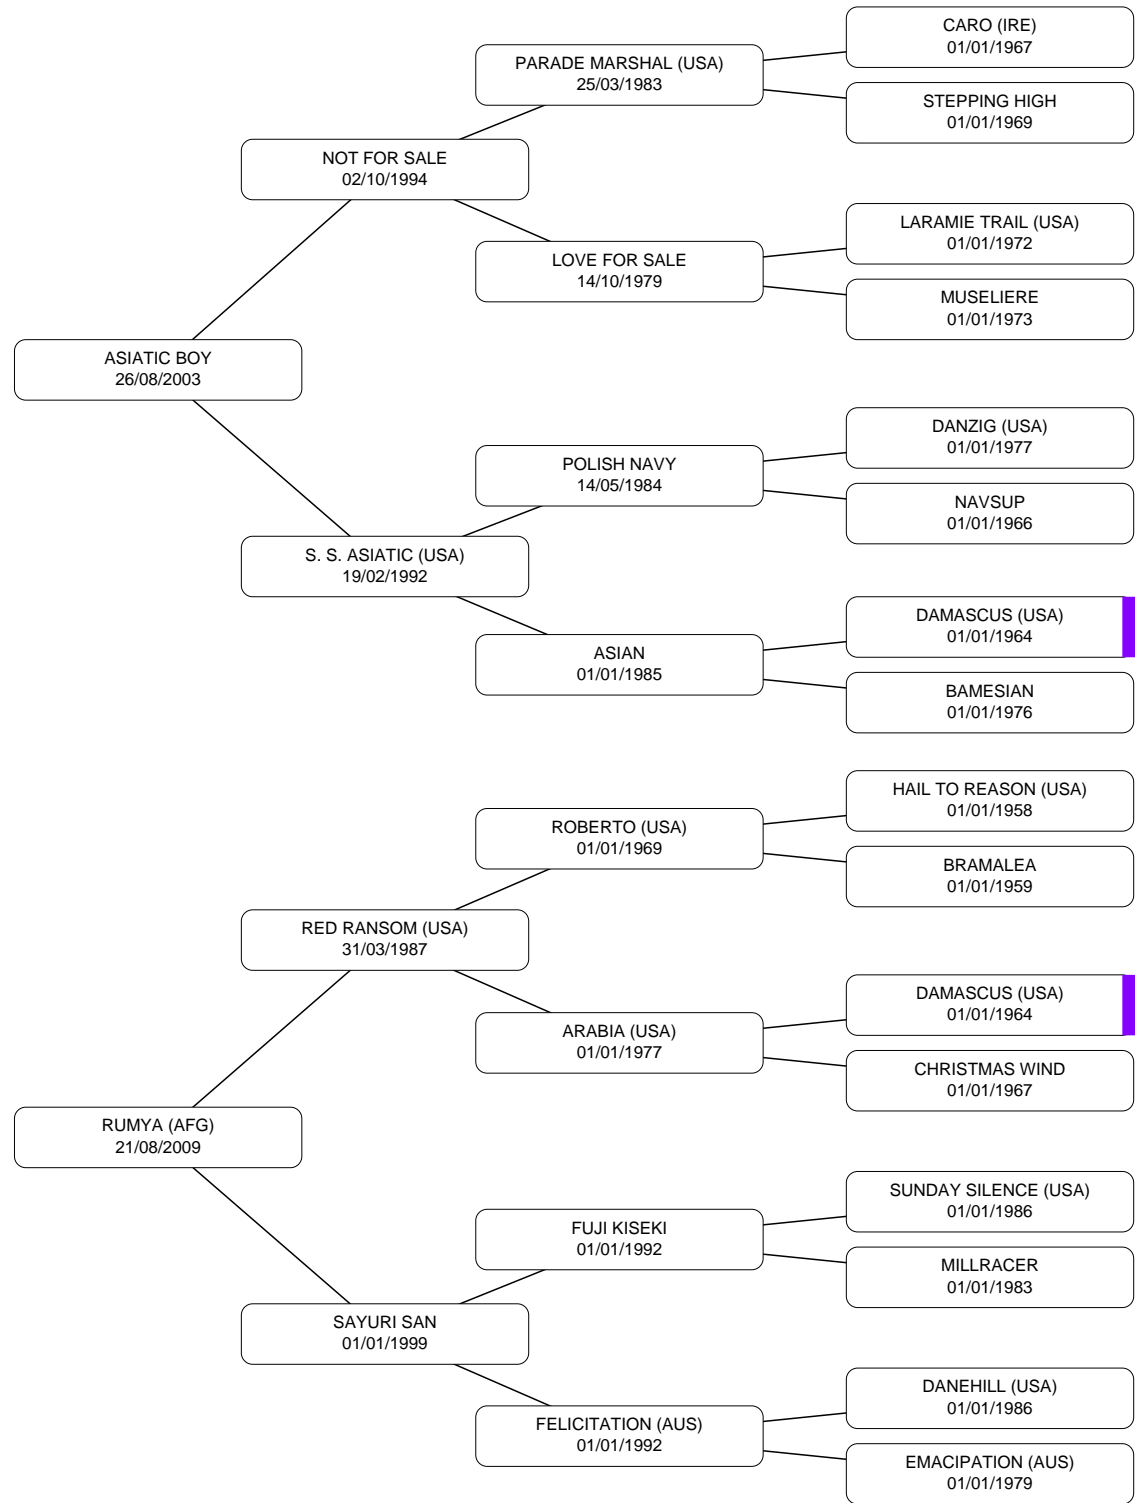 CARO (IRE)
01/01/1967
PARADE MARSHAL (USA)
25/03/1983
STEPPING HIGH
01/01/1969
NOT FOR SALE
02/10/1994
LARAMIE TRAIL (USA)
01/01/1972
LOVE FOR SALE
14/10/1979
MUSELIERE
01/01/1973
ASIATIC BOY
26/08/2003
DANZIG (USA)
01/01/1977
POLISH NAVY
14/05/1984
NAVSUP
01/01/1966
S. S. ASIATIC (USA)
19/02/1992
DAMASCUS (USA)
01/01/1964
ASIAN
01/01/1985
BAMESIAN
01/01/1976
HAIL TO REASON (USA)
01/01/1958
ROBERTO (USA)
01/01/1969
BRAMALEA
01/01/1959
RED RANSOM (USA)
31/03/1987
DAMASCUS (USA)
01/01/1964
ARABIA (USA)
01/01/1977
CHRISTMAS WIND
01/01/1967
RUMYA (AFG)
21/08/2009
SUNDAY SILENCE (USA)
01/01/1986
FUJI KISEKI
01/01/1992
MILLRACER
01/01/1983
SAYURI SAN
01/01/1999
DANEHILL (USA)
01/01/1986
FELICITATION (AUS)
01/01/1992
EMACIPATION (AUS)
01/01/1979